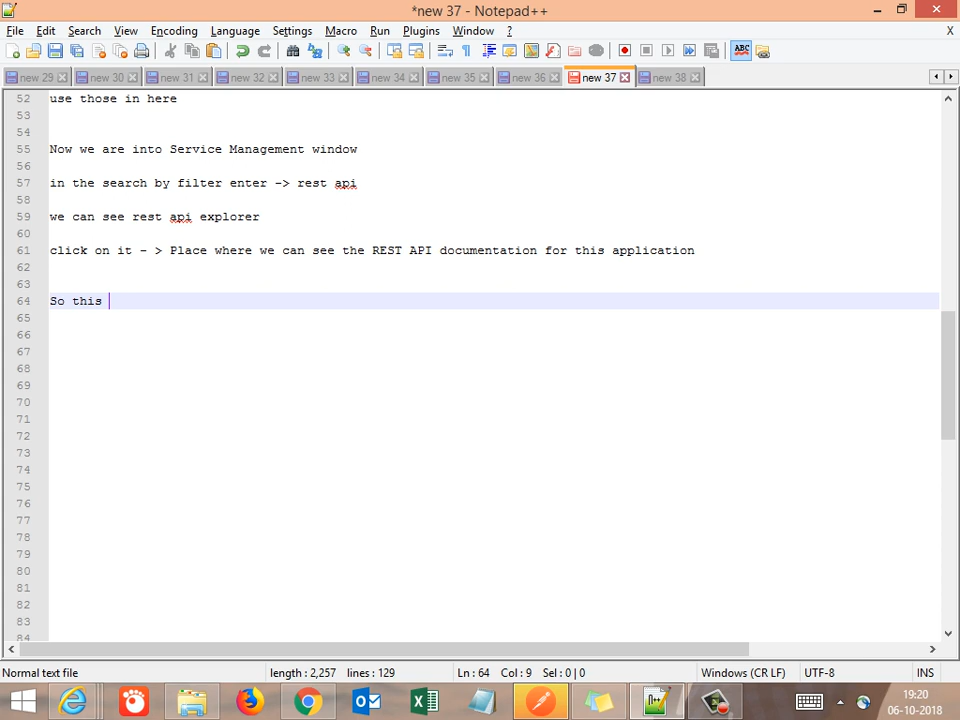 *new 37 - Notepad++
File Edit Search View Encoding Language Settings Macro Run Plugins Window ? X
ABC
new 29 new 30 new 31 new 32 new 33 new 34 new 35 new 36 new 37 new 38
52 use those in here
53
54
55 Now we are into Service Management window
56
57 in the search by filter enter -> rest api
58
59 we can see rest api explorer
60
61 click on it - > Place where we can see the REST API documentation for this application
62
63
64 So this
65
66
67
68
69
70
71
72
73
74
75
76
77
78
79
80
81
82
83
84
Normal text file length : 2,257 lines : 129 Ln : 64 Col : 9 Sel : 0 | 0 Windows (CR LF) UTF-8 INS
19:20
06-10-2018